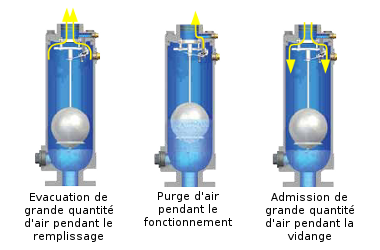 Evacuation de
grande quantité
d'air pendant le
remplissage
Purge d'air
pendant le
fonctionnement
Admission de
grande quantité
d'air pendant la
vidange